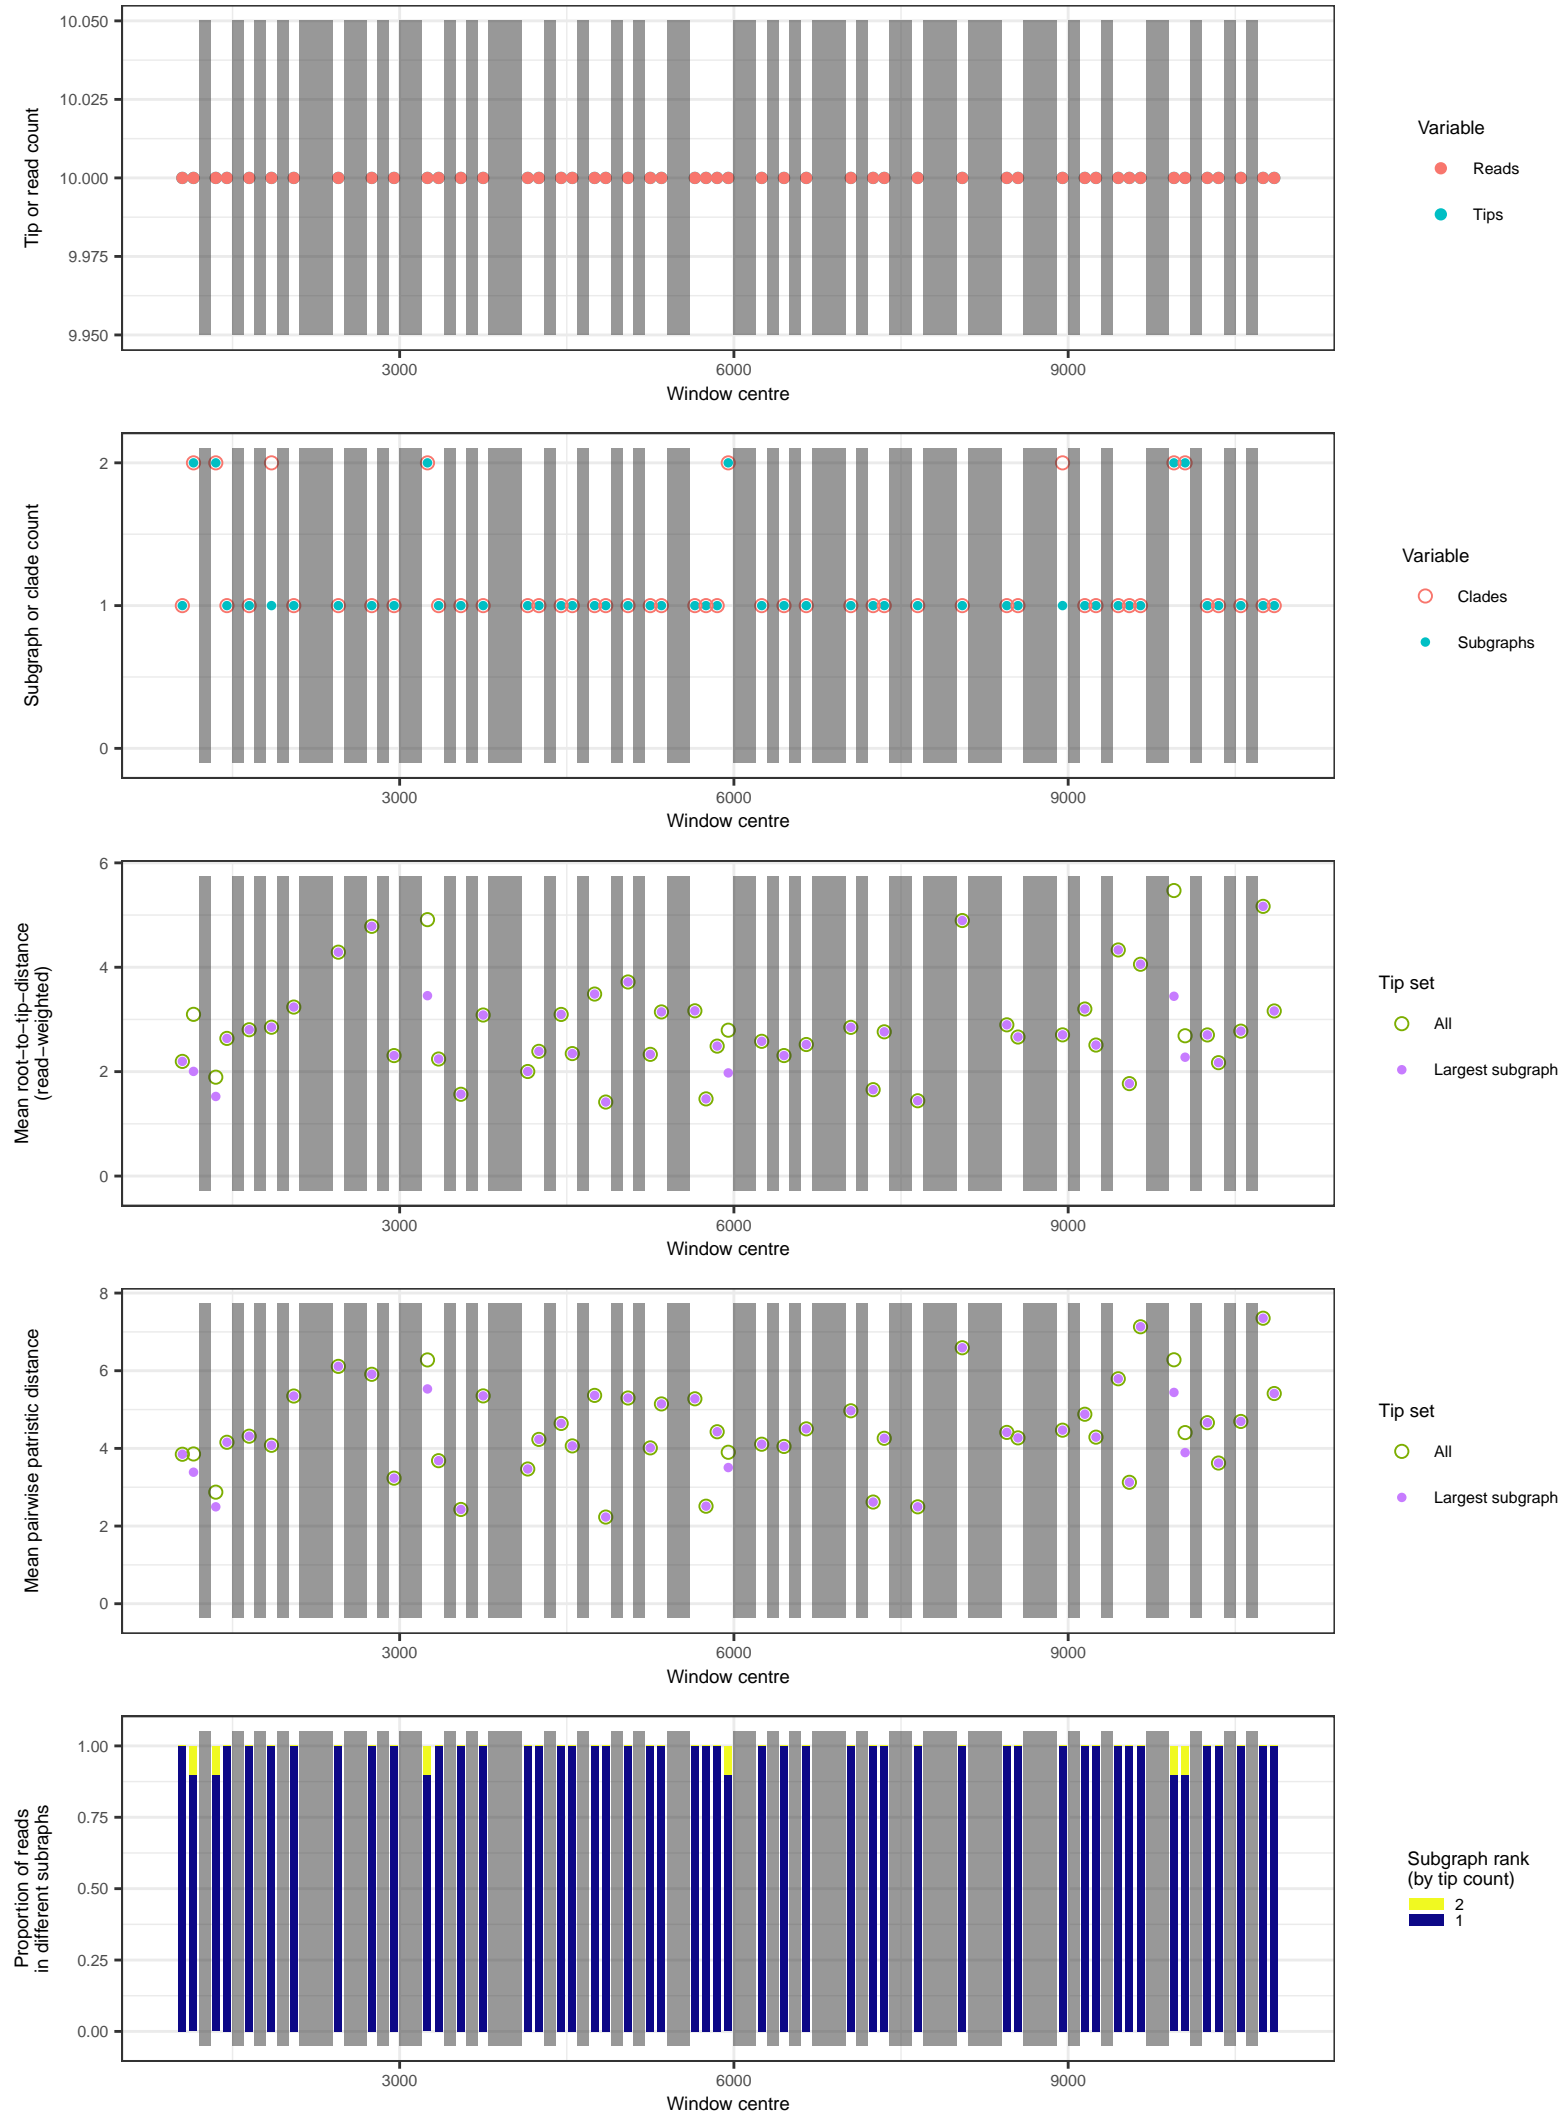 10.050
10.025
10.000
9.975
9.950
Tip or read count
3000
6000
9000
Window centre
Variable
Reads
Tips
2
1
0
Subgraph or clade count
3000
6000
9000
Window centre
Variable
Clades
Subgraphs
6
4
2
0
Mean root−to−tip−distance
(read−weighted)
3000
6000
9000
Window centre
Tip set
All
Largest subgraph
8
6
4
2
0
Mean pairwise patristic distance
3000
6000
9000
Window centre
Tip set
All
Largest subgraph
1.00
0.75
0.50
0.25
0.00
Proportion of reads
in different subraphs
3000
6000
9000
Window centre
Subgraph rank
(by tip count)
2
1